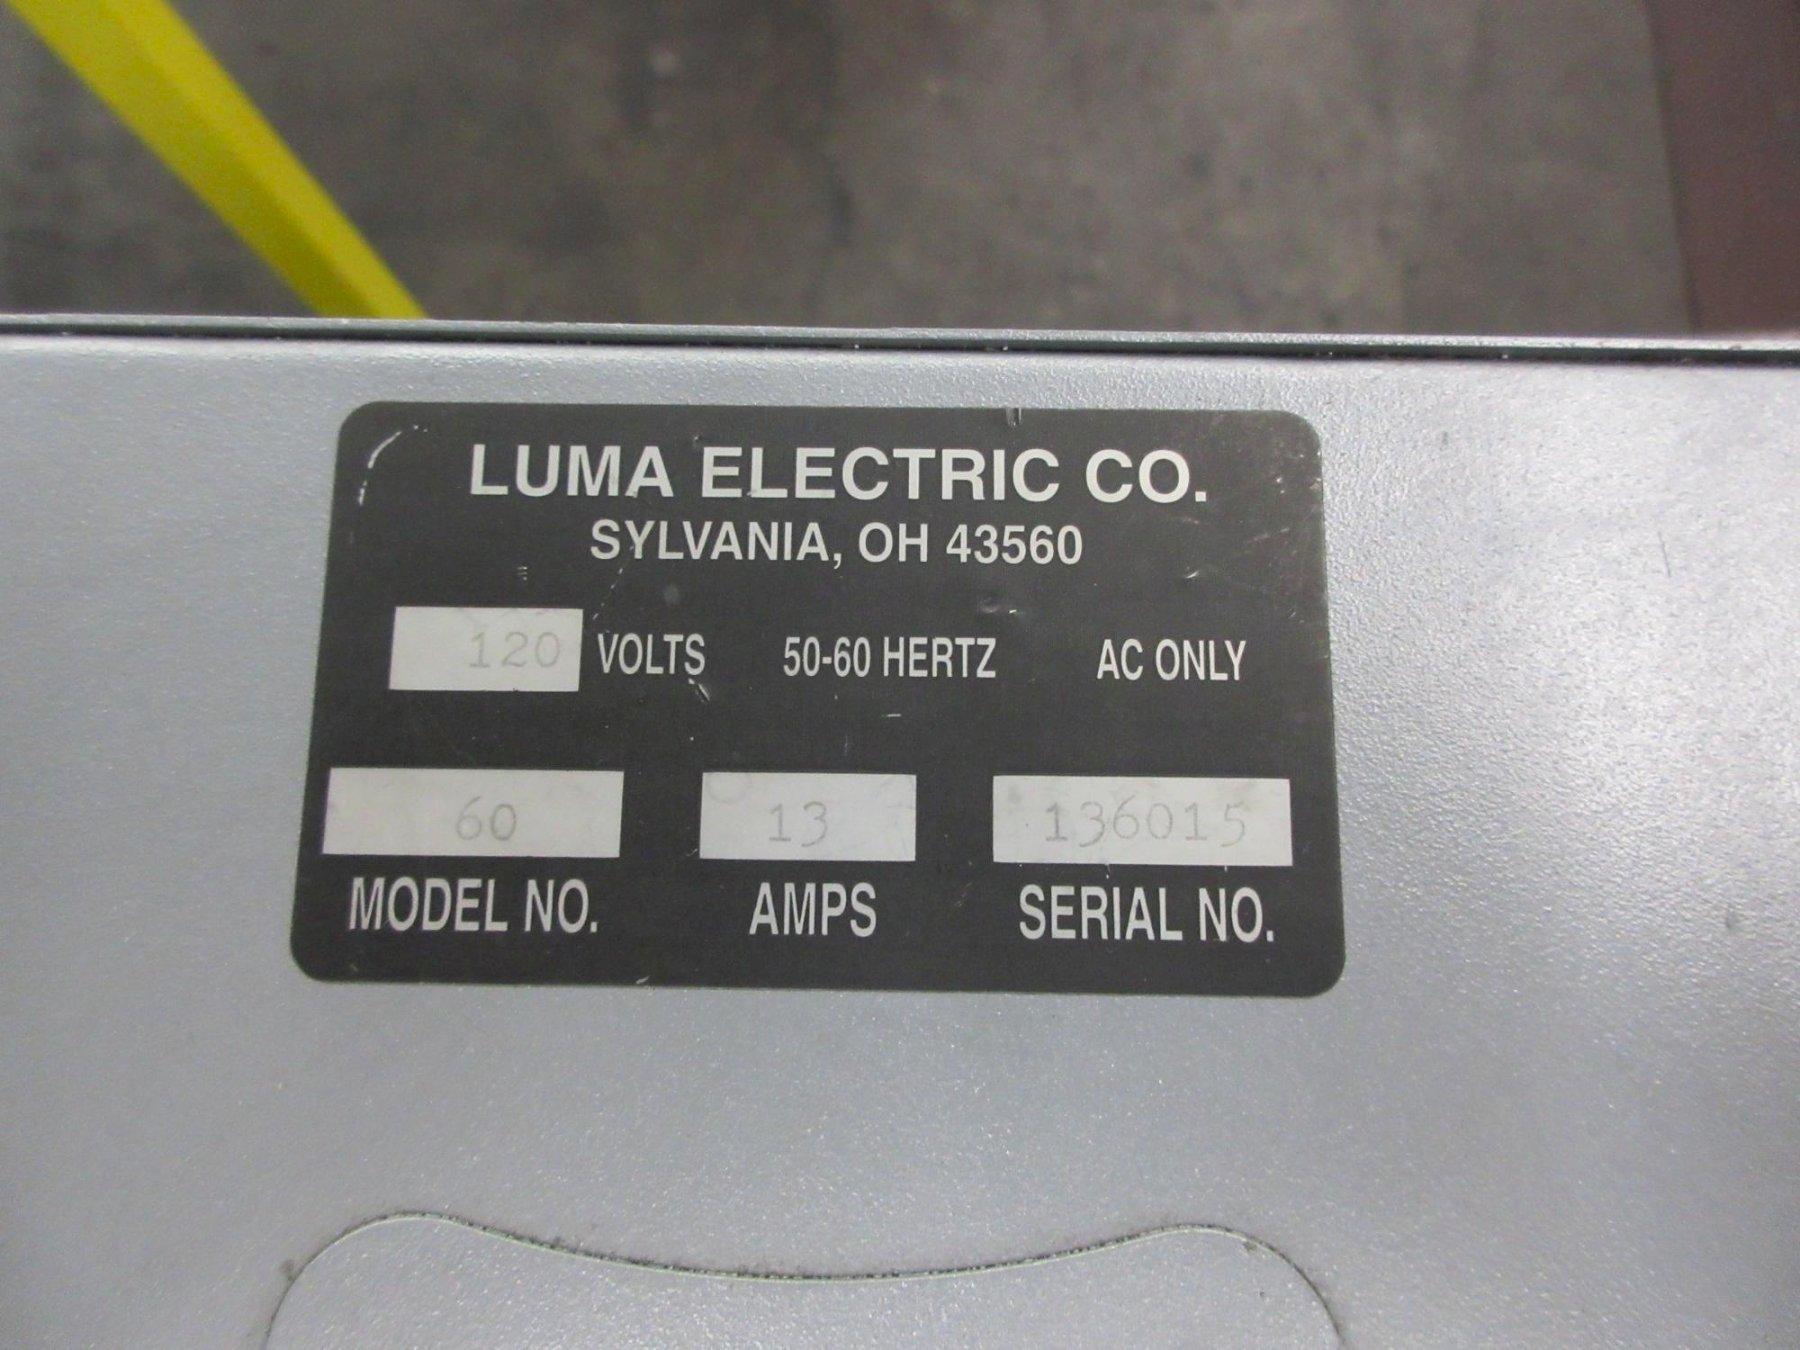 LUMA ELECTRIC CO.
SYLVANIA, OH 43560
120 VOLTS 50-60 HERTZ AC ONLY
60 13 136015
MODEL NO. AMPS SERIAL NO.